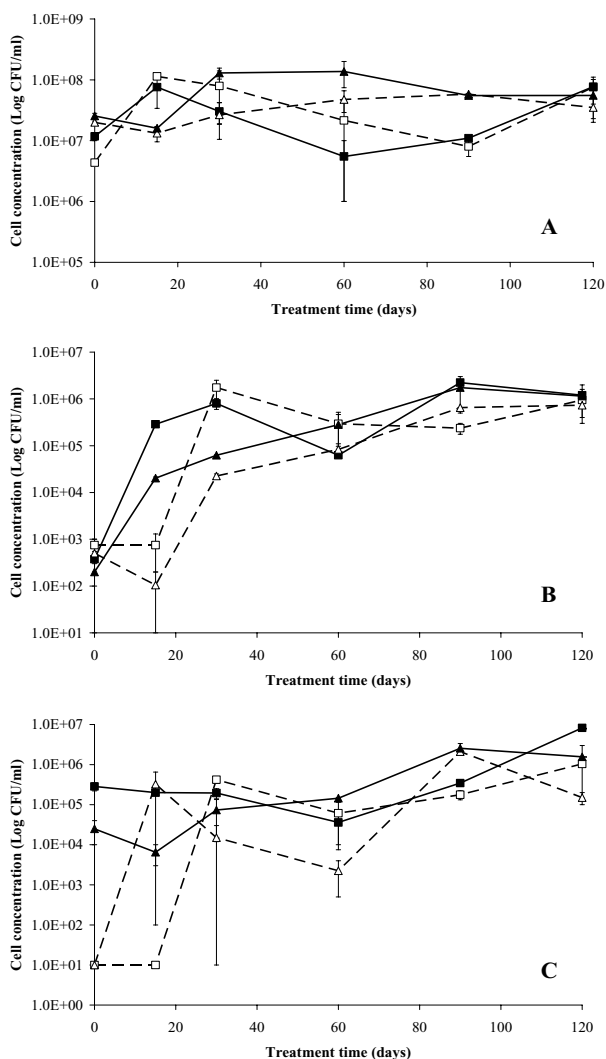 1.0E+09
1.0E+08
1.0E+07
1.0E+06
1.0E+05
Cell concentration (Log CFU/ml)
A
0 20 40 60 80 100 120
Treatment time (days)
1.0E+07
1.0E+06
1.0E+05
1.0E+04
1.0E+03
1.0E+02
1.0E+01
Cell concentration (Log CFU/ml)
B
0 20 40 60 80 100 120
Treatment time (days)
1.0E+07
1.0E+06
1.0E+05
1.0E+04
1.0E+03
1.0E+02
1.0E+01
1.0E+00
Cell concentration (Log CFU/ml)
C
0 20 40 60 80 100 120
Treatment time (days)